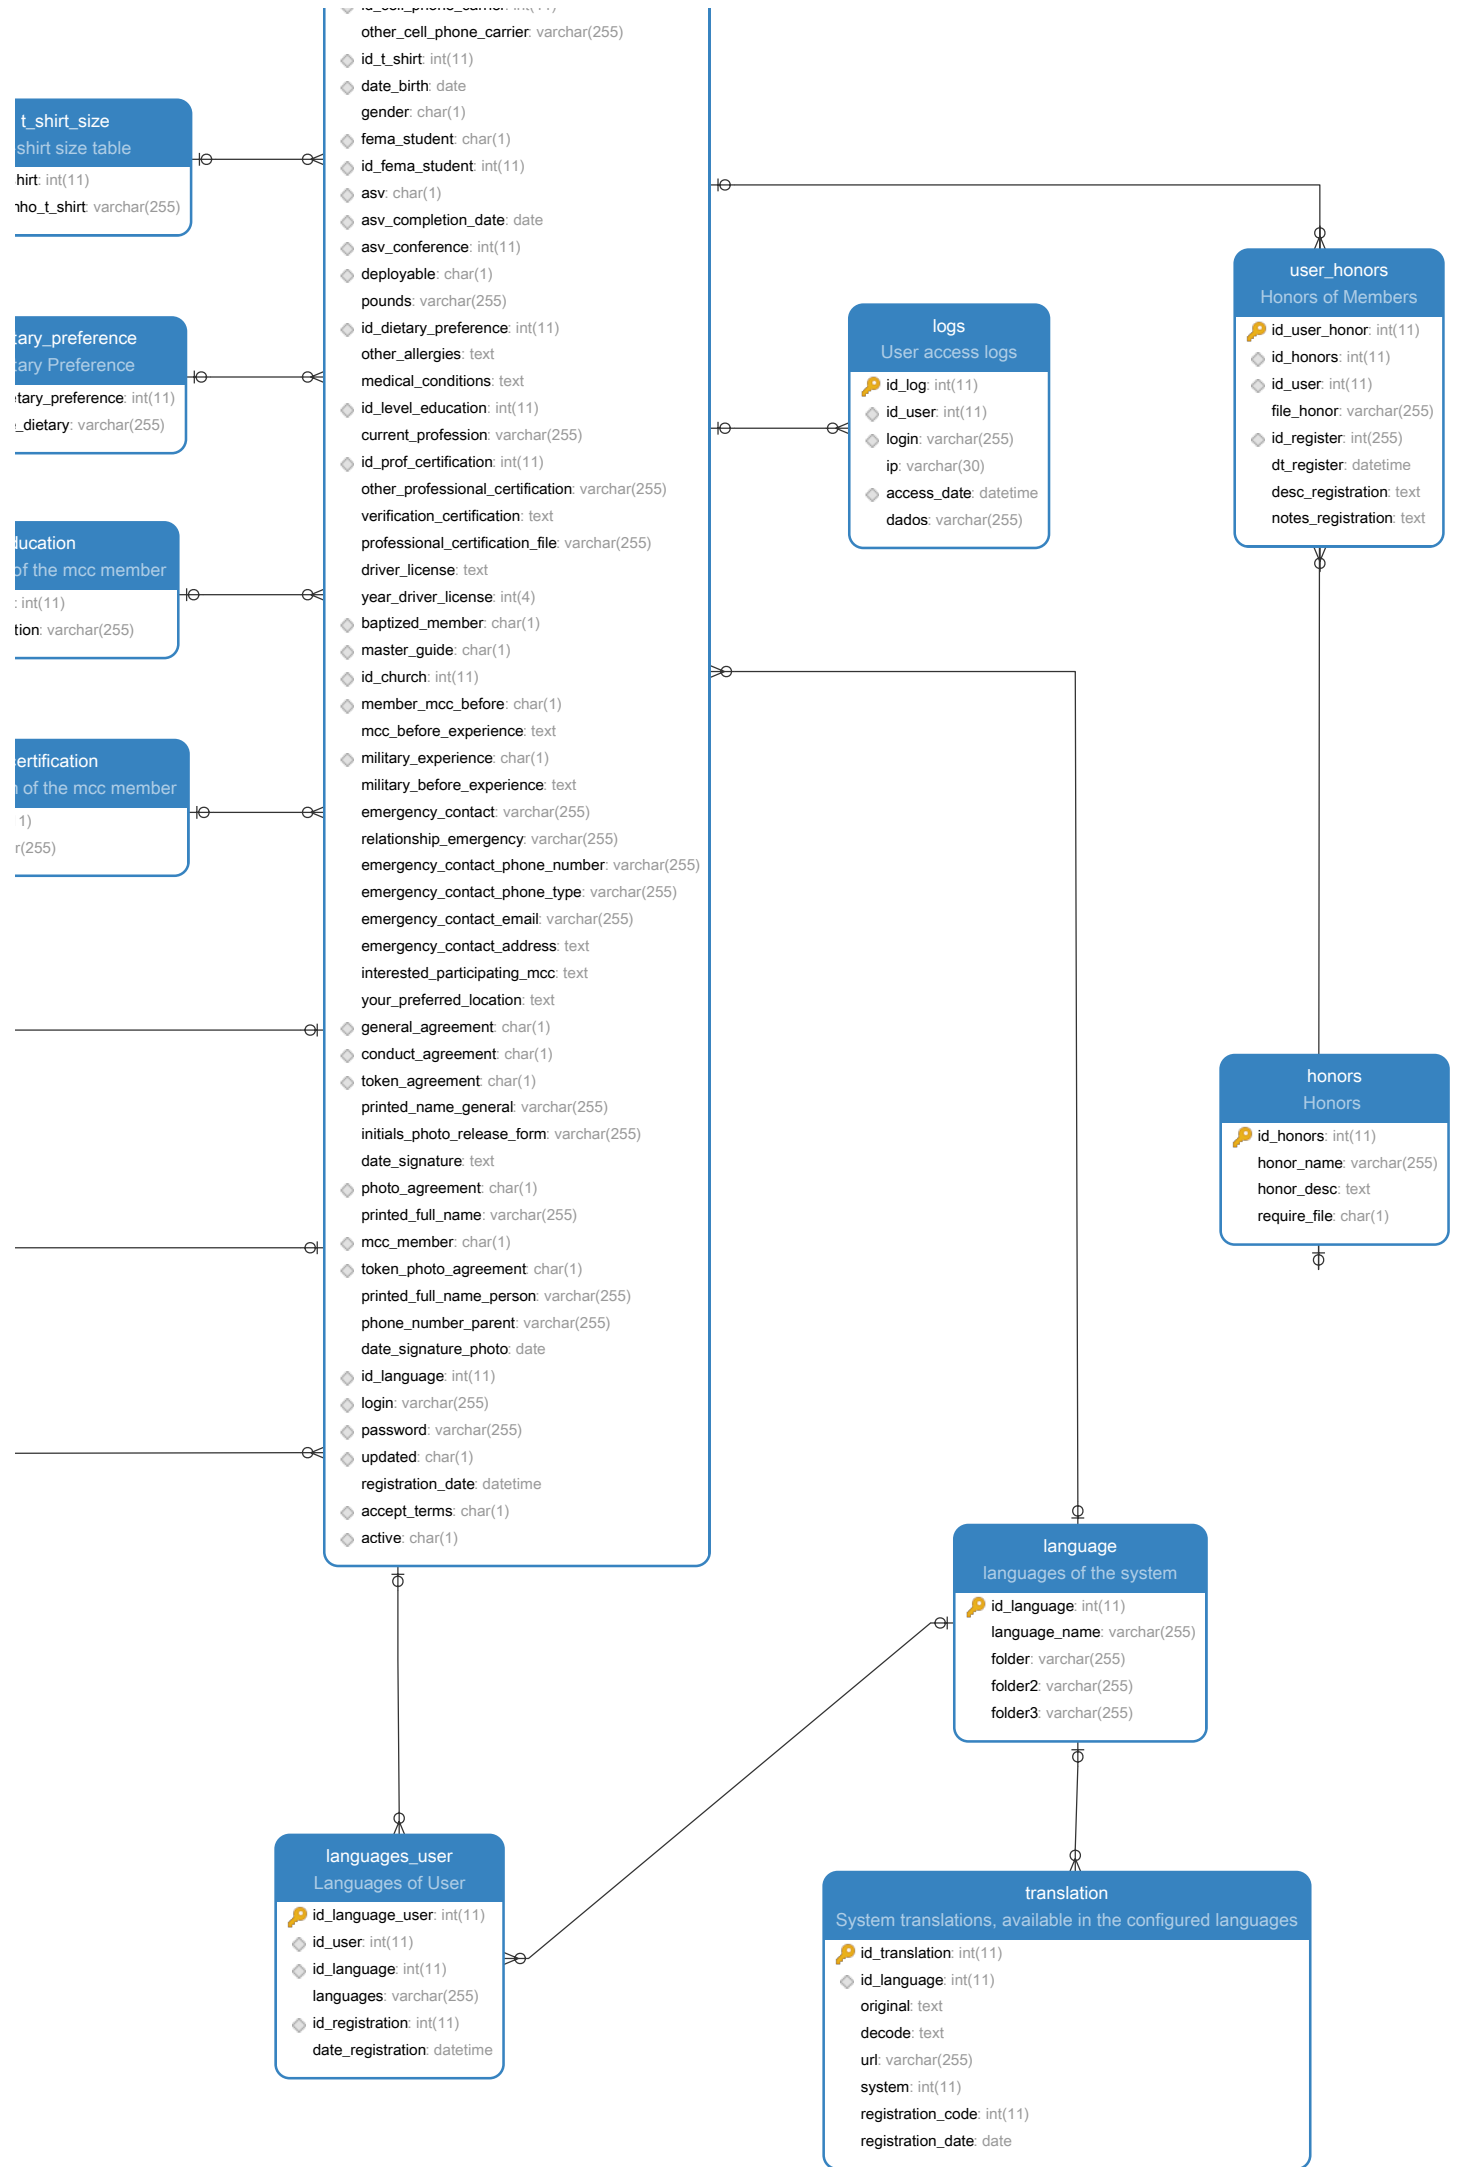 other_cell_phone_carrier: varchar(255)
id_t_shirt: int(11)
date_birth: date
gender: char(1)
fema_student: char(1)
id_fema_student: int(11)
asv: char(1)
asv_completion_date: date
asv_conference: int(11)
deployable: char(1)
pounds: varchar(255)
id_dietary_preference: int(11)
other_allergies: text
medical_conditions: text
id_level_education: int(11)
current_profession: varchar(255)
id_prof_certification: int(11)
other_professional_certification: varchar(255)
verification_certification: text
professional_certification_file: varchar(255)
driver_license: text
year_driver_license: int(4)
baptized_member: char(1)
master_guide: char(1)
id_church: int(11)
member_mcc_before: char(1)
mcc_before_experience: text
military_experience: char(1)
military_before_experience: text
emergency_contact: varchar(255)
relationship_emergency: varchar(255)
emergency_contact_phone_number: varchar(255)
emergency_contact_phone_type: varchar(255)
emergency_contact_email: varchar(255)
emergency_contact_address: text
interested_participating_mcc: text
your_preferred_location: text
general_agreement: char(1)
conduct_agreement: char(1)
token_agreement: char(1)
printed_name_general: varchar(255)
initials_photo_release_form: varchar(255)
date_signature: text
photo_agreement: char(1)
printed_full_name: varchar(255)
mcc_member: char(1)
token_photo_agreement: char(1)
printed_full_name_person: varchar(255)
phone_number_parent: varchar(255)
date_signature_photo: date
id_language: int(11)
login: varchar(255)
password: varchar(255)
updated: char(1)
registration_date: datetime
accept_terms: char(1)
active: char(1)
t_shirt_size
shirt size table
hirt: int(11)
nho_t_shirt: varchar(255)
tary_preference
tary Preference
etary_preference: int(11)
_dietary: varchar(255)
ducation
of the mcc member
: int(11)
tion: varchar(255)
ertification
of the mcc member
1)
r(255)
logs
User access logs
id_log: int(11)
id_user: int(11)
login: varchar(255)
ip: varchar(30)
access_date: datetime
dados: varchar(255)
user_honors
Honors of Members
id_user_honor: int(11)
id_honors: int(11)
id_user: int(11)
file_honor: varchar(255)
id_register: int(255)
dt_register: datetime
desc_registration: text
notes_registration: text
honors
Honors
id_honors: int(11)
honor_name: varchar(255)
honor_desc: text
require_file: char(1)
language
languages of the system
id_language: int(11)
language_name: varchar(255)
folder: varchar(255)
folder2: varchar(255)
folder3: varchar(255)
languages_user
Languages of User
id_language_user: int(11)
id_user: int(11)
id_language: int(11)
languages: varchar(255)
id_registration: int(11)
date_registration: datetime
translation
System translations, available in the configured languages
id_translation: int(11)
id_language: int(11)
original: text
decode: text
url: varchar(255)
system: int(11)
registration_code: int(11)
registration_date: date